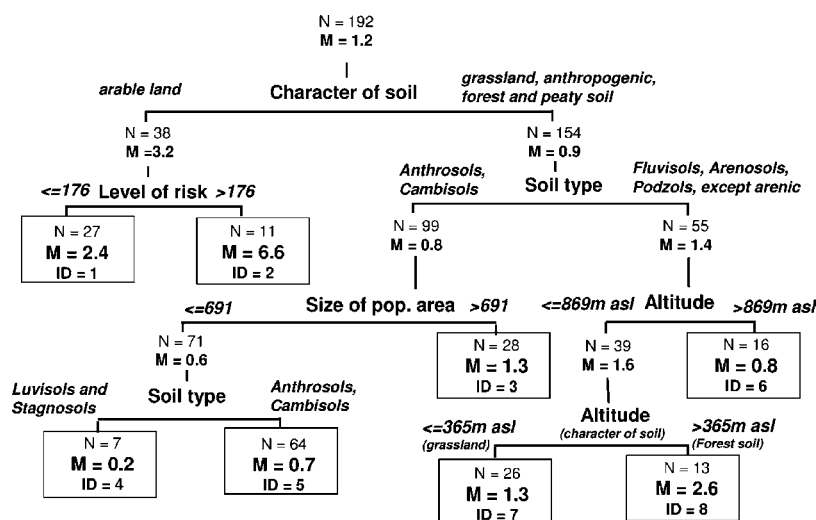 N = 192
M = 1.2
arable land
Character of soil
grassland, anthropogenic,
forest and peaty soil
N = 38
M =3.2
N = 154
M = 0.9
<=176 Level of risk >176
Anthrosols,
Cambisols
Soil type
Fluvisols, Arenosols,
Podzols, except arenic
N = 27
M = 2.4
ID = 1
N = 11
M = 6.6
ID = 2
N = 99
M = 0.8
N = 55
M = 1.4
<=691 Size of pop. area >691
<=869m asl Altitude >869m asl
N = 71
M = 0.6
N = 28
M = 1.3
ID = 3
N = 39
M = 1.6
N = 16
M = 0.8
ID = 6
Luvisols and
Stagnosols
Soil type
Anthrosols,
Cambisols
<=365m asl
(grassland)
Altitude
(character of soil)
>365m asl
(Forest soil)
N = 7
M = 0.2
ID = 4
N = 64
M = 0.7
ID = 5
N = 26
M = 1.3
ID = 7
N = 13
M = 2.6
ID = 8